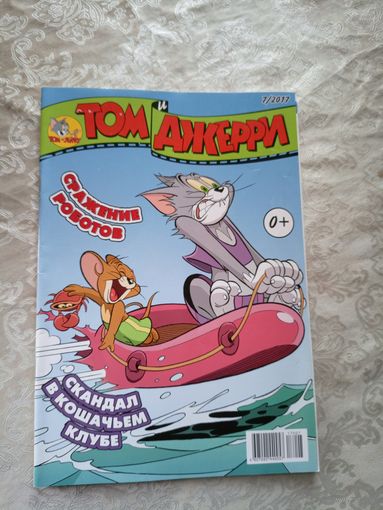 7/2017
ТОМ И ДЖЕРРИ
СРАЖЕНИЕ
РОБОТОВ
0+
СКАНДАЛ
В КОШАЧЬЕМ
КЛУБЕ